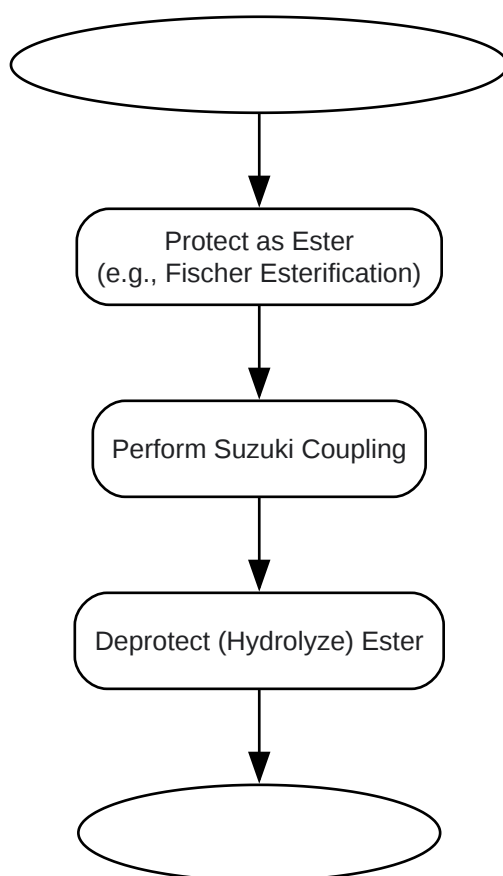 Protect as Ester
(e.g., Fischer Esterification)
Perform Suzuki Coupling
Deprotect (Hydrolyze) Ester